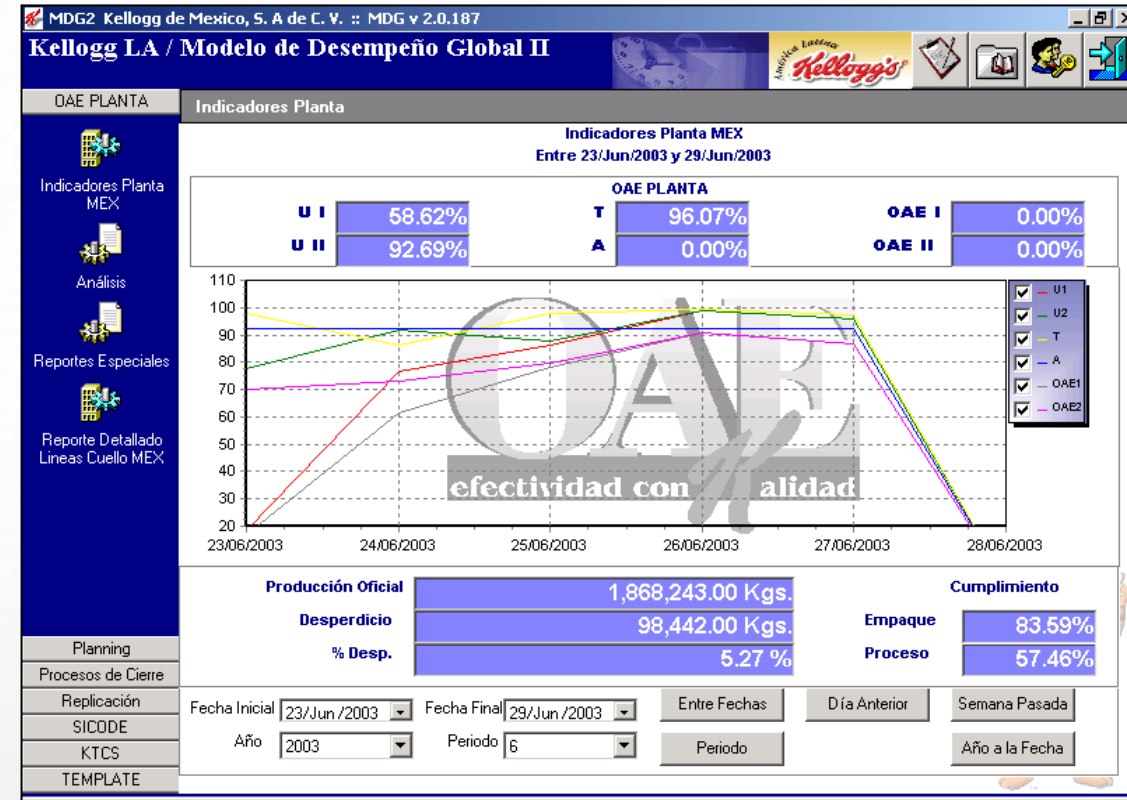 MDG2 Kellogg de Mexico, S. A de C. V. :: MDG v 2.0.187
Kellogg LA / Modelo de Desempeño Global II
América Latina
Kellogg's
OAE PLANTA
Indicadores Planta
Indicadores Planta MEX
Análisis
Reportes Especiales
Reporte Detallado
Lineas Cuello MEX
Planning
Procesos de Cierre
Replicación
SICODE
KTCS
TEMPLATE
Indicadores Planta MEX
Entre 23/Jun/2003 y 29/Jun/2003
OAE PLANTA
U I 58.62% T 96.07% OAE I 0.00%
U II 92.69% A 0.00% OAE II 0.00%
110
100
90
80
70
60
50
40
30
20
OAE
efectividad con Kalidad
23/06/2003 24/06/2003 25/06/2003 26/06/2003 27/06/2003 28/06/2003
U1
U2
T
A
OAE1
OAE2
Producción Oficial 1,868,243.00 Kgs.
Desperdicio 98,442.00 Kgs.
% Desp. 5.27 %
Cumplimiento
Empaque 83.59%
Proceso 57.46%
Fecha Inicial 23/Jun /2003 Fecha Final 29/Jun /2003 Entre Fechas Día Anterior Semana Pasada
Año 2003 Periodo 6 Periodo Año a la Fecha